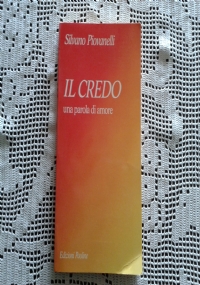 Silvano Piovanelli
IL CREDO
una parola di amore
Edizioni Paoline